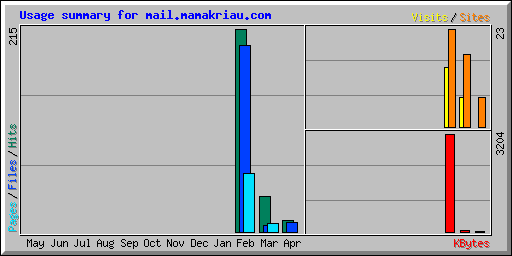 Usage summary for mail.mamakriau.com
Visits/Sites
215
23
Pages/Files/Hits
3204
May Jun Jul Aug Sep Oct Nov Dec Jan Feb Mar Apr
KBytes